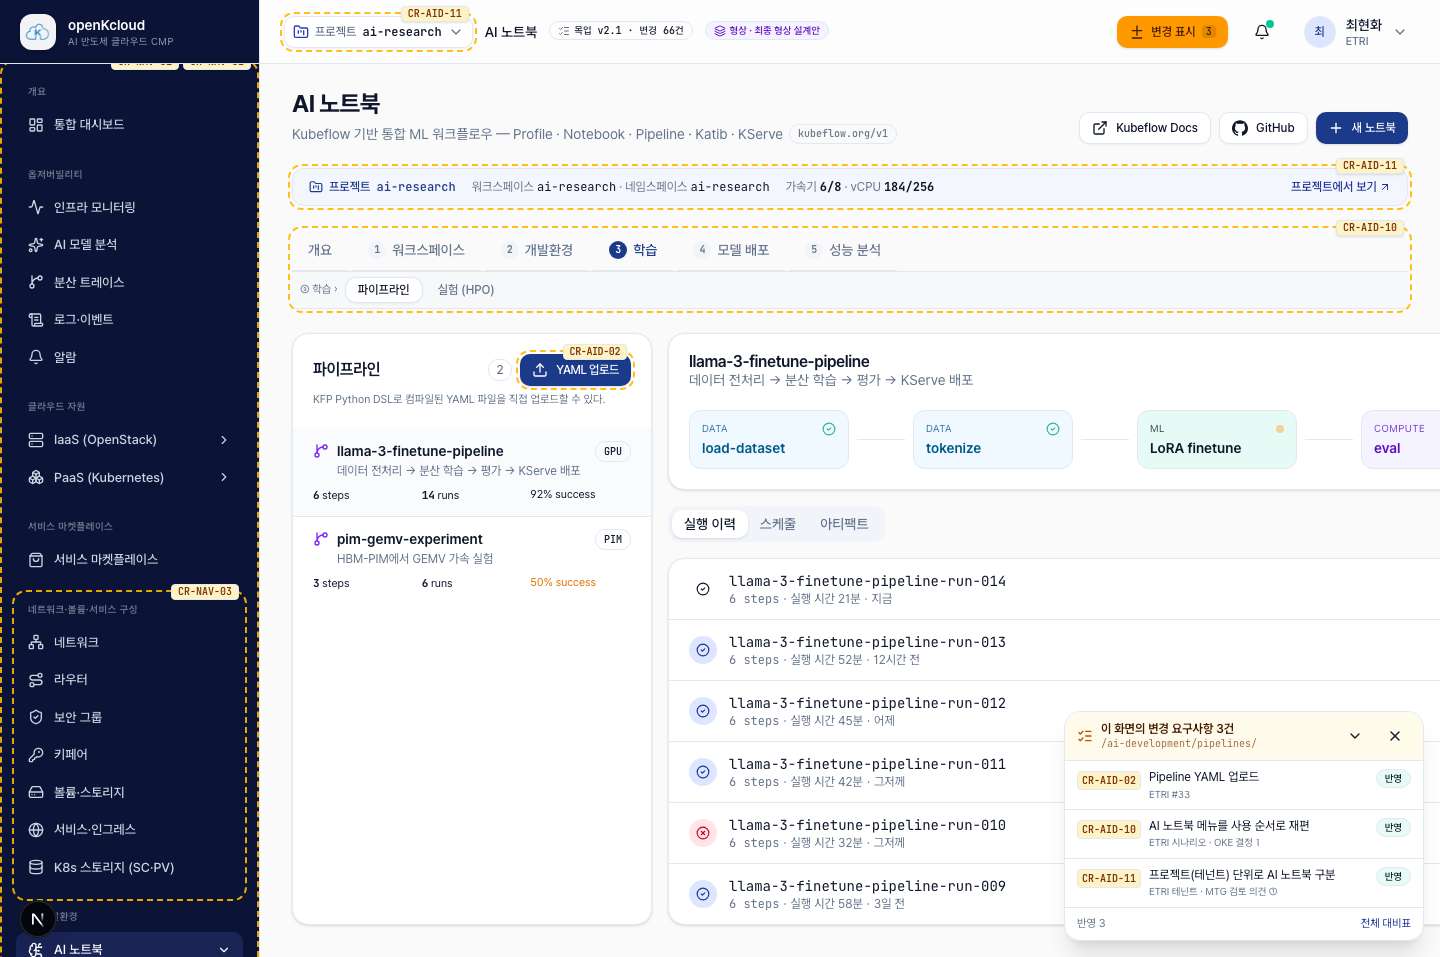 openKcloud
AI 반도체 클라우드 CMP
개요
통합 대시보드
옵저버빌리티
인프라 모니터링
AI 모델 분석
분산 트레이스
로그·이벤트
알람
클라우드 자원
IaaS (OpenStack)
PaaS (Kubernetes)
서비스 마켓플레이스
서비스 마켓플레이스
CR-NAV-03
네트워크·볼륨·서비스 구성
네트워크
라우터
보안 그룹
키페어
볼륨·스토리지
서비스·인그레스
K8s 스토리지 (SC·PV)
N
환경
AI 노트북
CR-AID-11
프로젝트 ai-research
AI 노트북
목업 v2.1 · 변경 66건
형상 · 최종 형상 설계안
변경 표시 3
최
최현화
ETRI
AI 노트북
Kubeflow 기반 통합 ML 워크플로우 — Profile · Notebook · Pipeline · Katib · KServe
kubeflow.org/v1
Kubeflow Docs
GitHub
새 노트북
CR-AID-11
프로젝트 ai-research
워크스페이스 ai-research · 네임스페이스 ai-research
가속기 6/8 · vCPU 184/256
프로젝트에서 보기 ↗
CR-AID-10
개요
1 워크스페이스
2 개발환경
3 학습
4 모델 배포
5 성능 분석
③ 학습 ›
파이프라인
실험 (HPO)
파이프라인
2
CR-AID-02
YAML 업로드
KFP Python DSL로 컴파일된 YAML 파일을 직접 업로드할 수 있다.
llama-3-finetune-pipeline
GPU
데이터 전처리 → 분산 학습 → 평가 → KServe 배포
6 steps
14 runs
92% success
pim-gemv-experiment
PIM
HBM-PIM에서 GEMV 가속 실험
3 steps
6 runs
50% success
llama-3-finetune-pipeline
데이터 전처리 → 분산 학습 → 평가 → KServe 배포
DATA
load-dataset
DATA
tokenize
ML
LoRA finetune
COMPUTE
eval
실행 이력
스케줄
아티팩트
llama-3-finetune-pipeline-run-014
6 steps · 실행 시간 21분 · 지금
llama-3-finetune-pipeline-run-013
6 steps · 실행 시간 52분 · 12시간 전
llama-3-finetune-pipeline-run-012
6 steps · 실행 시간 45분 · 어제
llama-3-finetune-pipeline-run-011
6 steps · 실행 시간 42분 · 그저께
llama-3-finetune-pipeline-run-010
6 steps · 실행 시간 32분 · 그저께
llama-3-finetune-pipeline-run-009
6 steps · 실행 시간 58분 · 3일 전
이 화면의 변경 요구사항 3건
/ai-development/pipelines/
CR-AID-02
Pipeline YAML 업로드
반영
ETRI #33
CR-AID-10
AI 노트북 메뉴를 사용 순서로 재편
반영
ETRI 시나리오 · OKE 결정 1
CR-AID-11
프로젝트(테넌트) 단위로 AI 노트북 구분
반영
ETRI 테넌트 · MTG 검토 의견 ①
반영 3
전체 대비표